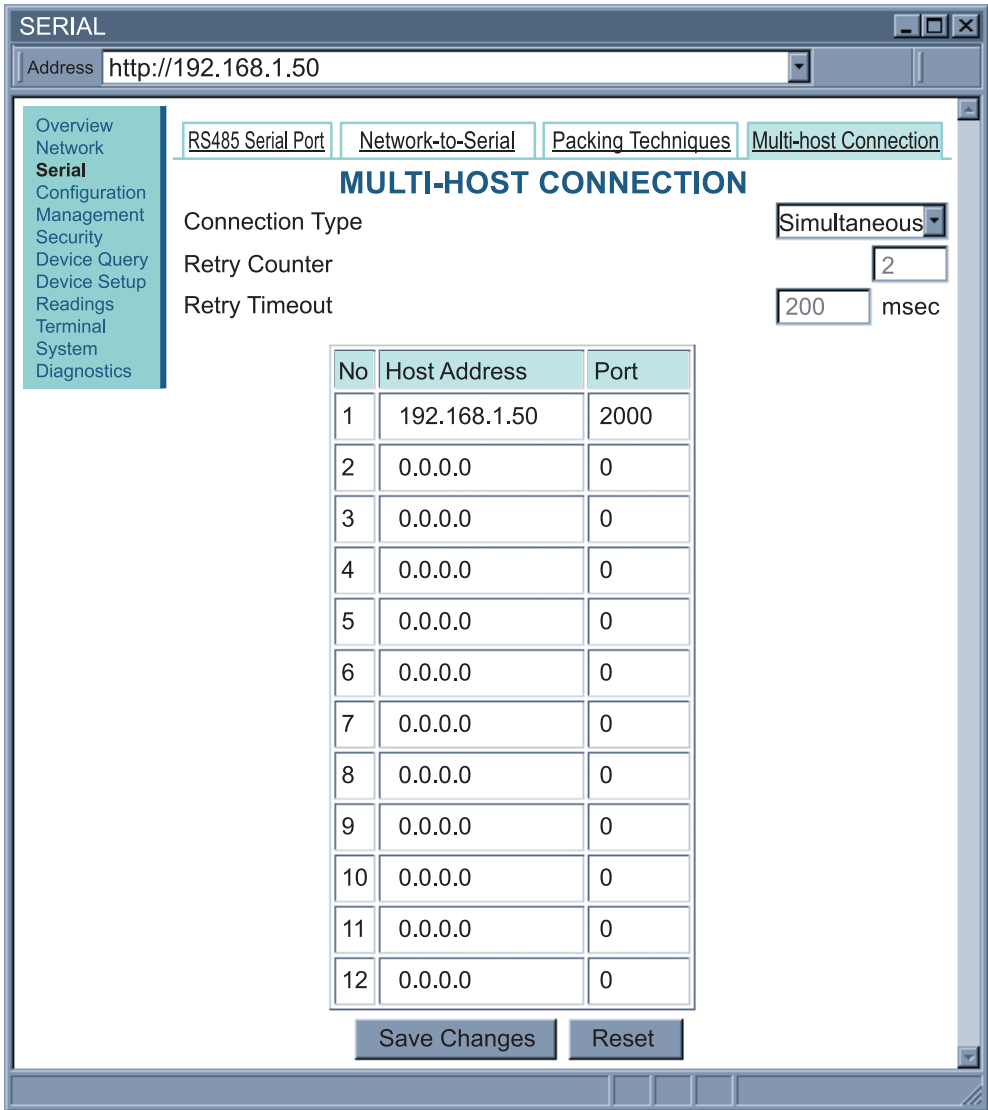 SERIAL
Address http://192.168.1.50
Overview
Network
Serial
Configuration
Management
Security
Device Query
Device Setup
Readings
Terminal
System
Diagnostics
RS485 Serial Port Network-to-Serial Packing Techniques Multi-host Connection
MULTI-HOST CONNECTION
Connection Type Simultaneous
Retry Counter 2
Retry Timeout 200 msec
No Host Address Port
1 192.168.1.50 2000
2 0.0.0.0 0
3 0.0.0.0 0
4 0.0.0.0 0
5 0.0.0.0 0
6 0.0.0.0 0
7 0.0.0.0 0
8 0.0.0.0 0
9 0.0.0.0 0
10 0.0.0.0 0
11 0.0.0.0 0
12 0.0.0.0 0
Save Changes Reset